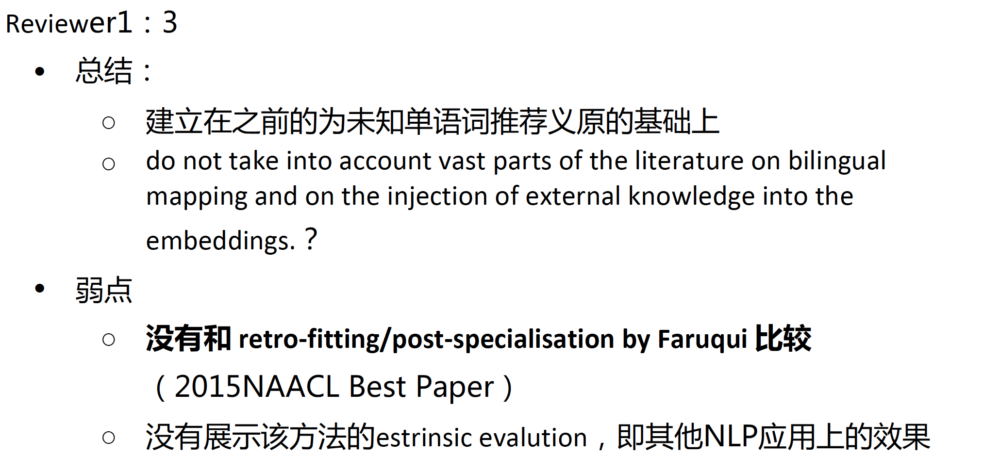 Reviewer1：3
• 总结：
○ 建立在之前的为未知单语词推荐义原的基础上
○ do not take into account vast parts of the literature on bilingual
mapping and on the injection of external knowledge into the
embeddings.？
• 弱点
○ 没有和 retro-fitting/post-specialisation by Faruqui 比较
（2015NAACL Best Paper）
○ 没有展示该方法的estrinsic evalution，即其他NLP应用上的效果